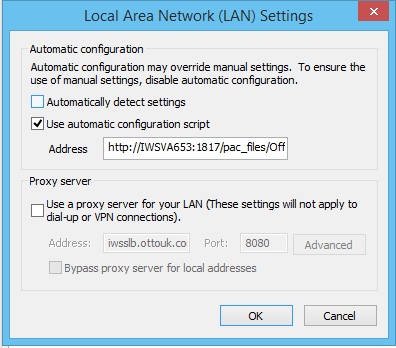 Local Area Network (LAN) Settings
Automatic configuration
Automatic configuration may override manual settings. To ensure the
use of manual settings, disable automatic configuration.
Automatically detect settings
Use automatic configuration script
Address http://IWSVA653:1817/pac_files/Off
Proxy server
Use a proxy server for your LAN (These settings will not apply to
dial-up or VPN connections).
Address: iwsslb.ottouk.co Port: 8080 Advanced
Bypass proxy server for local addresses
OK Cancel